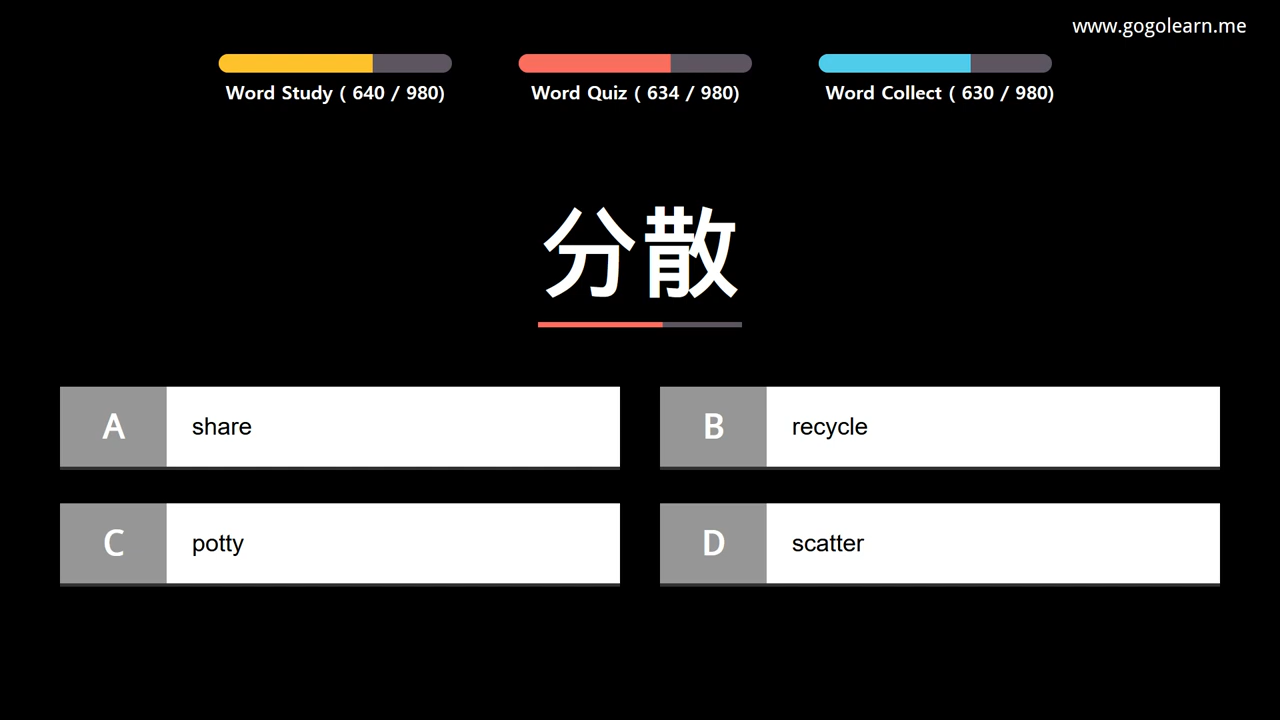 www.gogolearn.me
Word Study ( 640 / 980)
Word Quiz ( 634 / 980)
Word Collect ( 630 / 980)
分散
A share
B recycle
C potty
D scatter